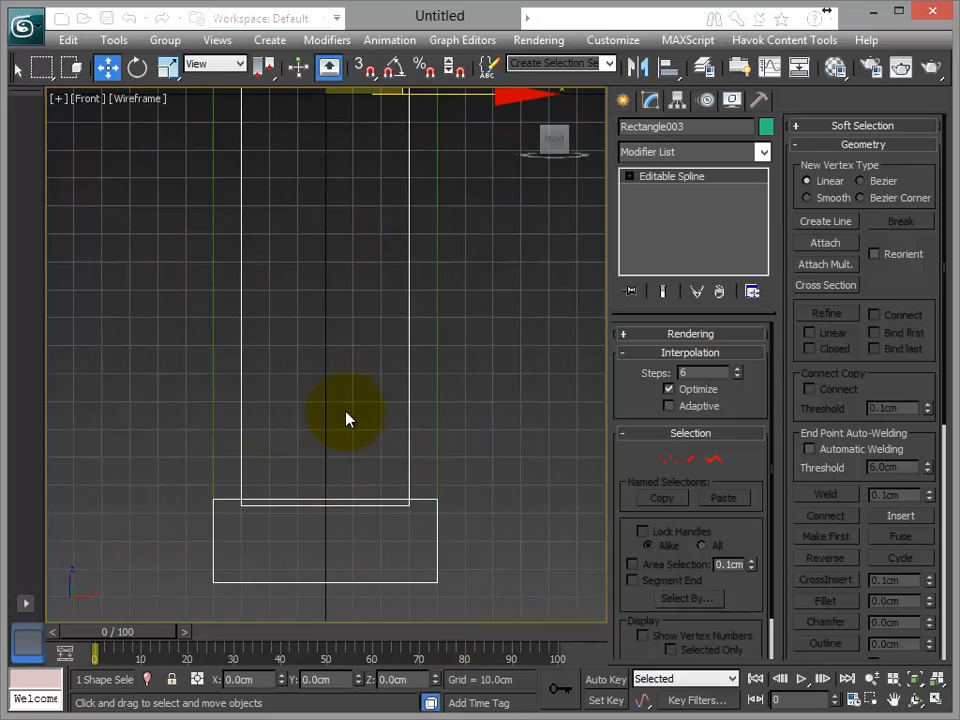 Workspace: Default
Untitled
Edit Tools Group Views Create Modifiers Animation Graph Editors Rendering Customize MAXScript Havok Content Tools Help
View
3
Create Selection Se
[+] [Front] [Wireframe]
FRONT
Rectangle003
Modifier List
Editable Spline
Rendering
Interpolation
Steps: 6
Optimize
Adaptive
Selection
Named Selections:
Copy Paste
Lock Handles
Alike All
Area Selection: 0.1cm
Segment End
Select By...
Display
Show Vertex Numbers
Selected Only
Soft Selection
Geometry
New Vertex Type
Linear Bezier
Smooth Bezier Corner
Create Line Break
Attach
Reorient
Attach Mult.
Cross Section
Refine Connect
Linear Bind first
Closed Bind last
Connect Copy
Connect
Threshold 0.1cm
End Point Auto-Welding
Automatic Welding
Threshold 6.0cm
Weld 0.1cm
Connect Insert
Make First Fuse
Reverse Cycle
CrossInsert 0.1cm
Fillet 0.0cm
Chamfer 0.0cm
Outline 0.0cm
z
0 / 100
0 10 20 30 40 50 60 70 80 90 100
Welcome
1 Shape Sele X: 0.0cm Y: 0.0cm Z: 0.0cm Grid = 10.0cm
Click and drag to select and move objects Add Time Tag
Auto Key Selected
Set Key Key Filters... 0